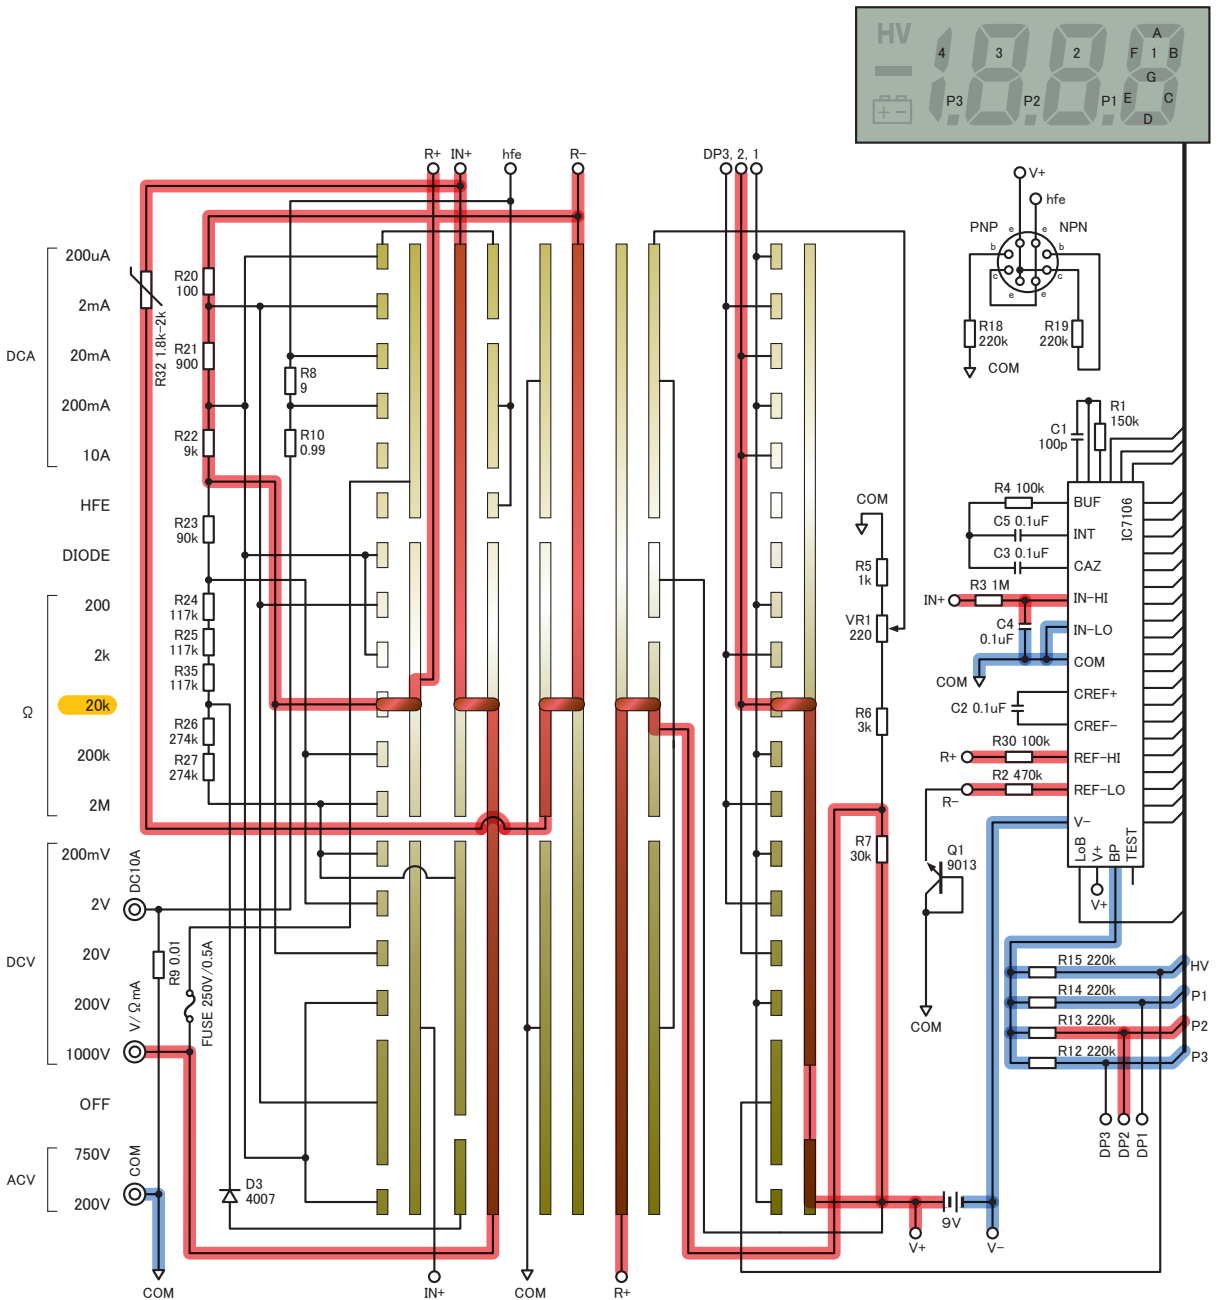 HV
4 3 2 F 1 B
A
G
P3 P2 P1 E C
D
R+ IN+ hfe R− DP3, 2, 1
V+
hfe
PNP e e NPN
b b
c c
e e
R18
220k
R19
220k
COM
DCA
200uA
2mA
20mA
200mA
10A
HFE
DIODE
Ω
200
2k
20k
200k
2M
DCV
200mV
2V
20V
200V
1000V
OFF
ACV
750V
200V
R20
100
R32 1.8k-2k
R21
900
R22
9k
R8
9
R10
0.99
R23
90k
R24
117k
R25
117k
R35
117k
R26
274k
R27
274k
DC10A
R9 0.01
V/ΩmA
FUSE 250V/0.5A
COM
D3
4007
COM
IN+
COM
R+
COM
R5
1k
VR1
220
R6
3k
R7
30k
V+
9V
V−
C1
100p
R1
150k
R4 100k
C5 0.1uF
C3 0.1uF
IN+
R3 1M
C4
0.1uF
COM
C2 0.1uF
R+
R30 100k
R−
R2 470k
IC7106
BUF
INT
CAZ
IN-HI
IN-LO
COM
CREF+
CREF-
REF-HI
REF-LO
V−
LoB
V+
BP
TEST
V+
Q1
9013
COM
R15 220k
HV
R14 220k
P1
R13 220k
P2
R12 220k
P3
DP3
DP2
DP1